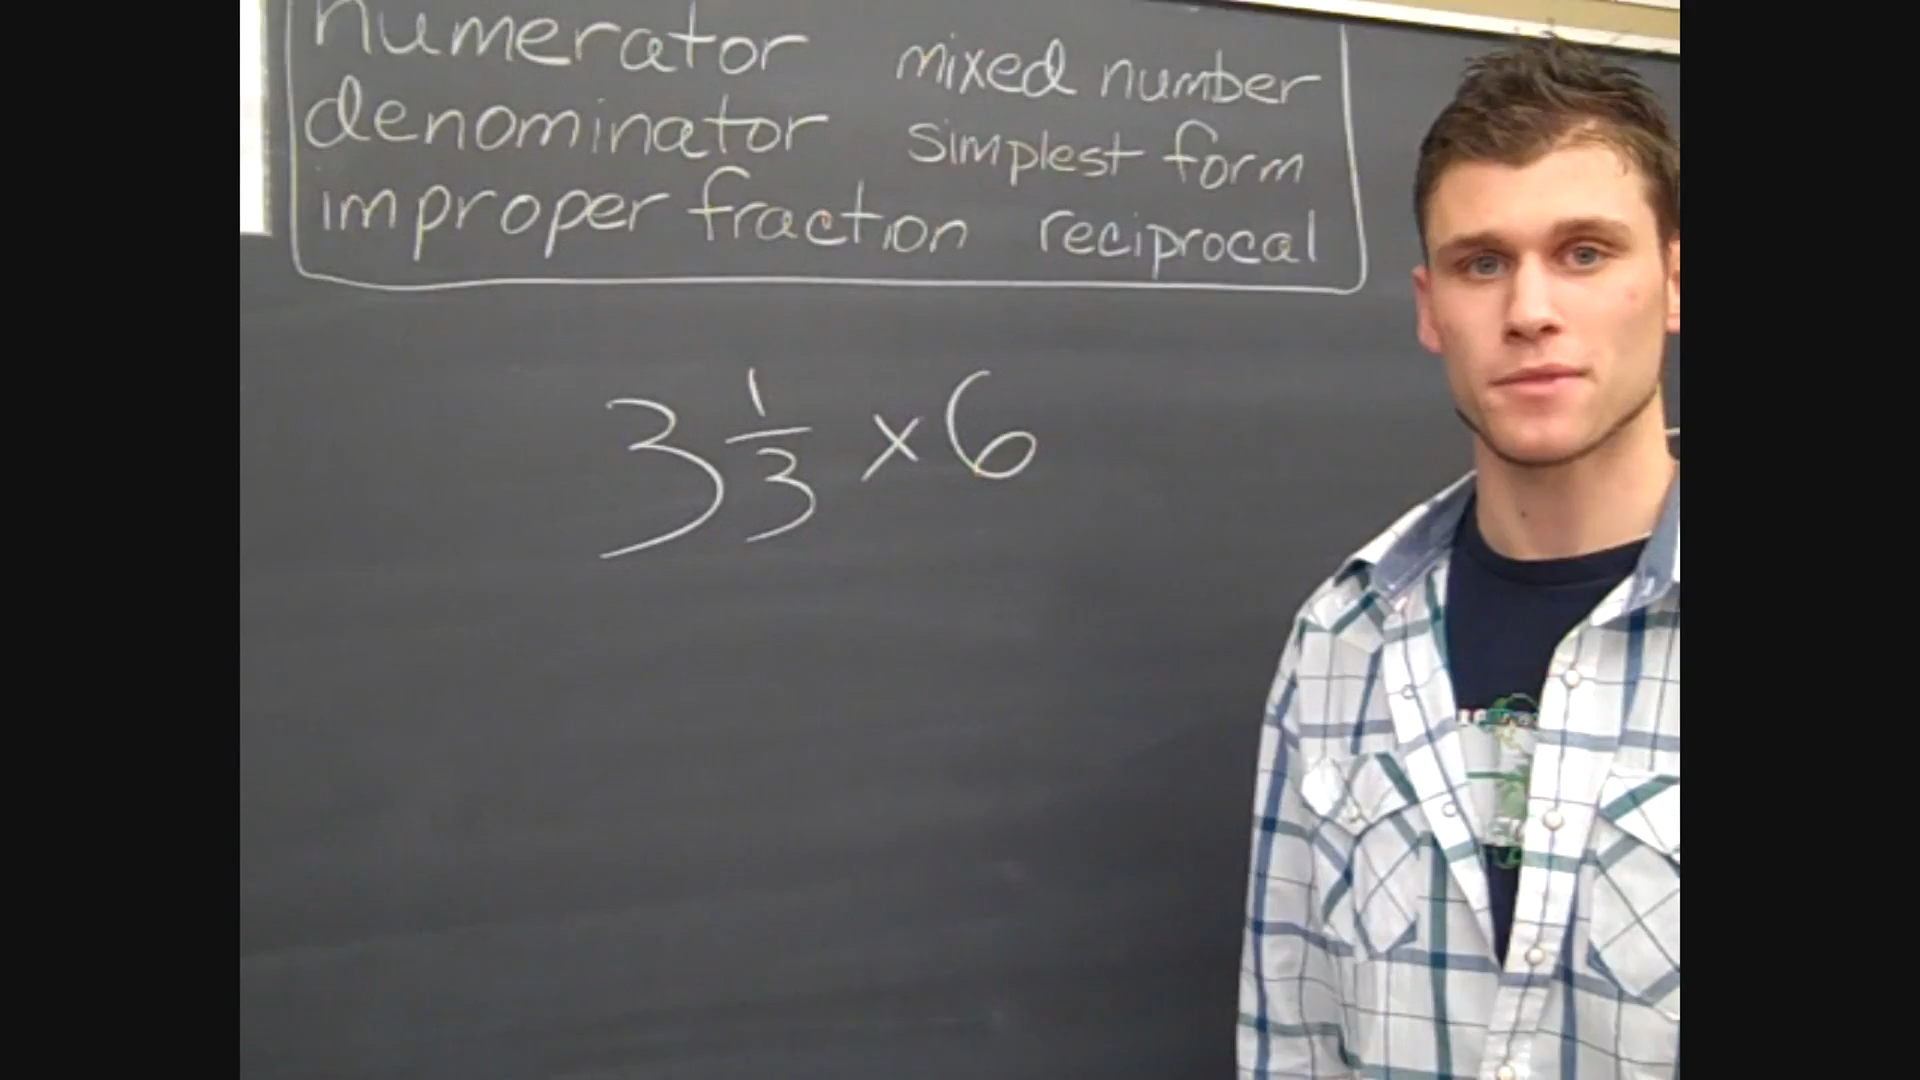 numerator mixed number
denominator simplest form
improper fraction reciprocal
3 1/3 x 6